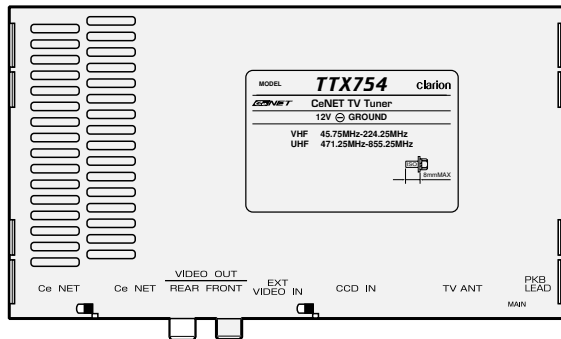 MODEL TTX754 clarion
CeNET CeNET TV Tuner
12V ⊖ GROUND
VHF 45.75MHz-224.25MHz
UHF 471.25MHz-855.25MHz
ISO
8mmMAX
VIDEO OUT
Ce NET Ce NET REAR FRONT EXT VIDEO IN CCD IN TV ANT PKB LEAD
MAIN